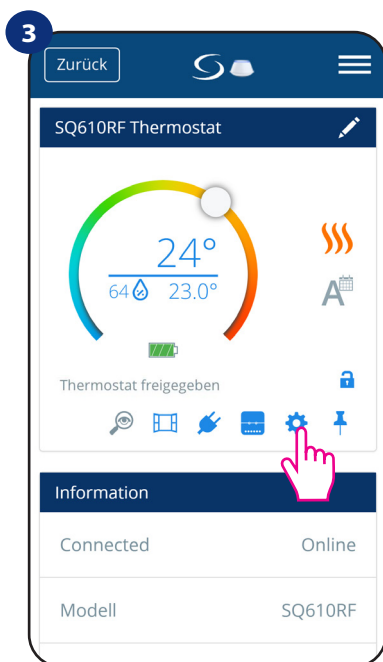 3
Zurück
SQ610RF Thermostat
24°
64 23.0°
A
Thermostat freigegeben
Information
Connected Online
Modell SQ610RF